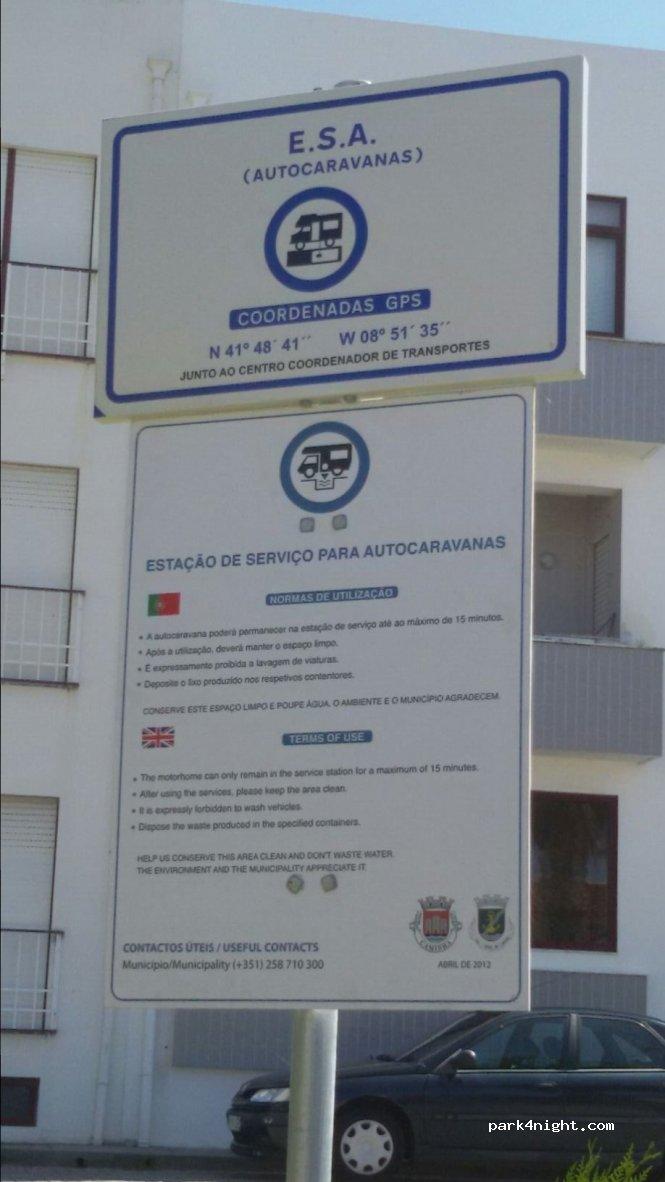 E.S.A.
(AUTOCARAVANAS)
COORDENADAS GPS
N 41º 48´ 41´´ W 08º 51´ 35´´
JUNTO AO CENTRO COORDENADOR DE TRANSPORTES
ESTAÇÃO DE SERVIÇO PARA AUTOCARAVANAS
NORMAS DE UTILIZAÇÃO
• A autocaravana poderá permanecer na estação de serviço até ao máximo de 15 minutos.
• Após a utilização, deverá manter o espaço limpo.
• É expressamente proibida a lavagem de viaturas.
• Deposite o lixo produzido nos respetivos contentores.
CONSERVE ESTE ESPAÇO LIMPO E POUPE ÁGUA. O AMBIENTE E O MUNICÍPIO AGRADECEM.
TERMS OF USE
• The motorhome can only remain in the service station for a maximum of 15 minutes.
• After using the services, please keep the area clean.
• It is expressly forbidden to wash vehicles.
• Dispose the waste produced in the specified containers.
HELP US CONSERVE THIS AREA CLEAN AND DON'T WASTE WATER.
THE ENVIRONMENT AND THE MUNICIPALITY APPRECIATE IT.
CAMINHA
CONTACTOS ÚTEIS / USEFUL CONTACTS
Município/Municipality (+351) 258 710 300
ABRIL DE 2012
park4night.com